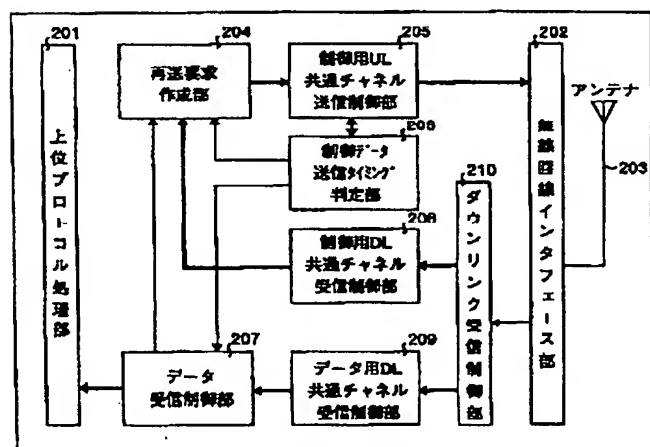 201
上位プロトコル処理部
204
再送要求
作成部
205
制御用UL
共通チャネル
送信制御部
206
制御データ
送信タイミング
判定部
208
制御用DL
共通チャネル
受信制御部
207
データ
受信制御部
209
データ用DL
共通チャネル
受信制御部
210
ダウンリンク受信制御部
202
無線回線インタフェース部
アンテナ
203